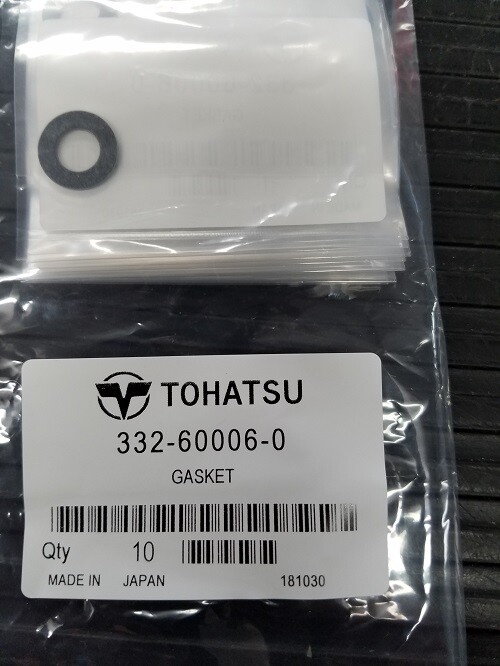 TOHATSU
332-60006-0
GASKET
Qty 10
MADE IN JAPAN 181030